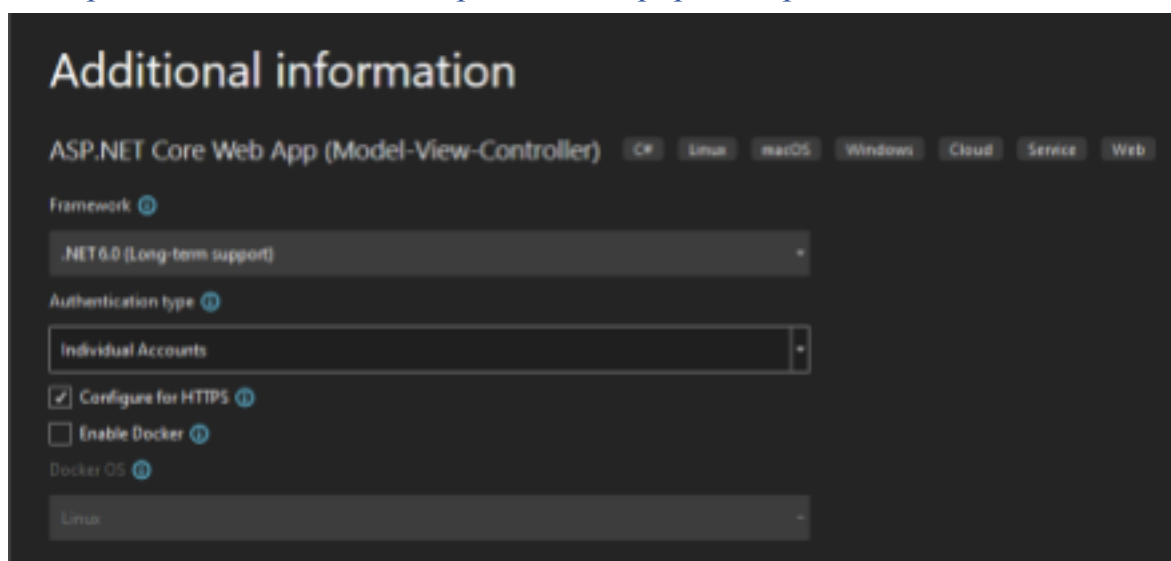 Additional information
ASP.NET Core Web App (Model-View-Controller) C# Linux macOS Windows Cloud Service Web
Framework
.NET 6.0 (Long-term support)
Authentication type
Individual Accounts
Configure for HTTPS
Enable Docker
Docker OS
Linux